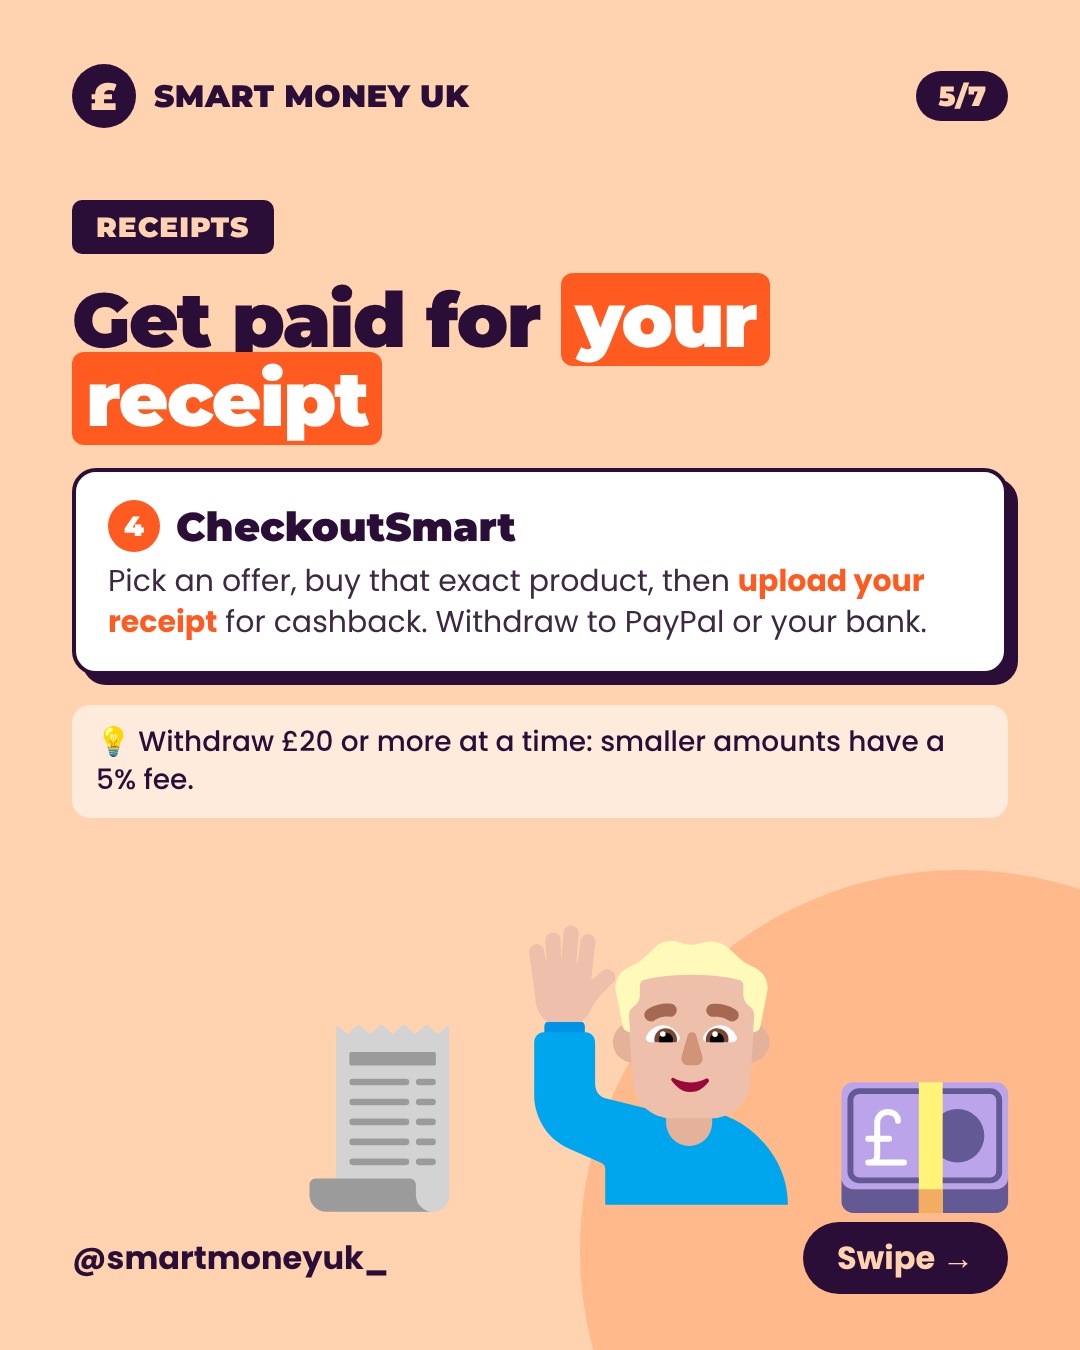 £ SMART MONEY UK
5/7
RECEIPTS
Get paid for your
receipt
4 CheckoutSmart
Pick an offer, buy that exact product, then upload your
receipt for cashback. Withdraw to PayPal or your bank.
💡 Withdraw £20 or more at a time: smaller amounts have a
5% fee.
£
@smartmoneyuk_
Swipe →